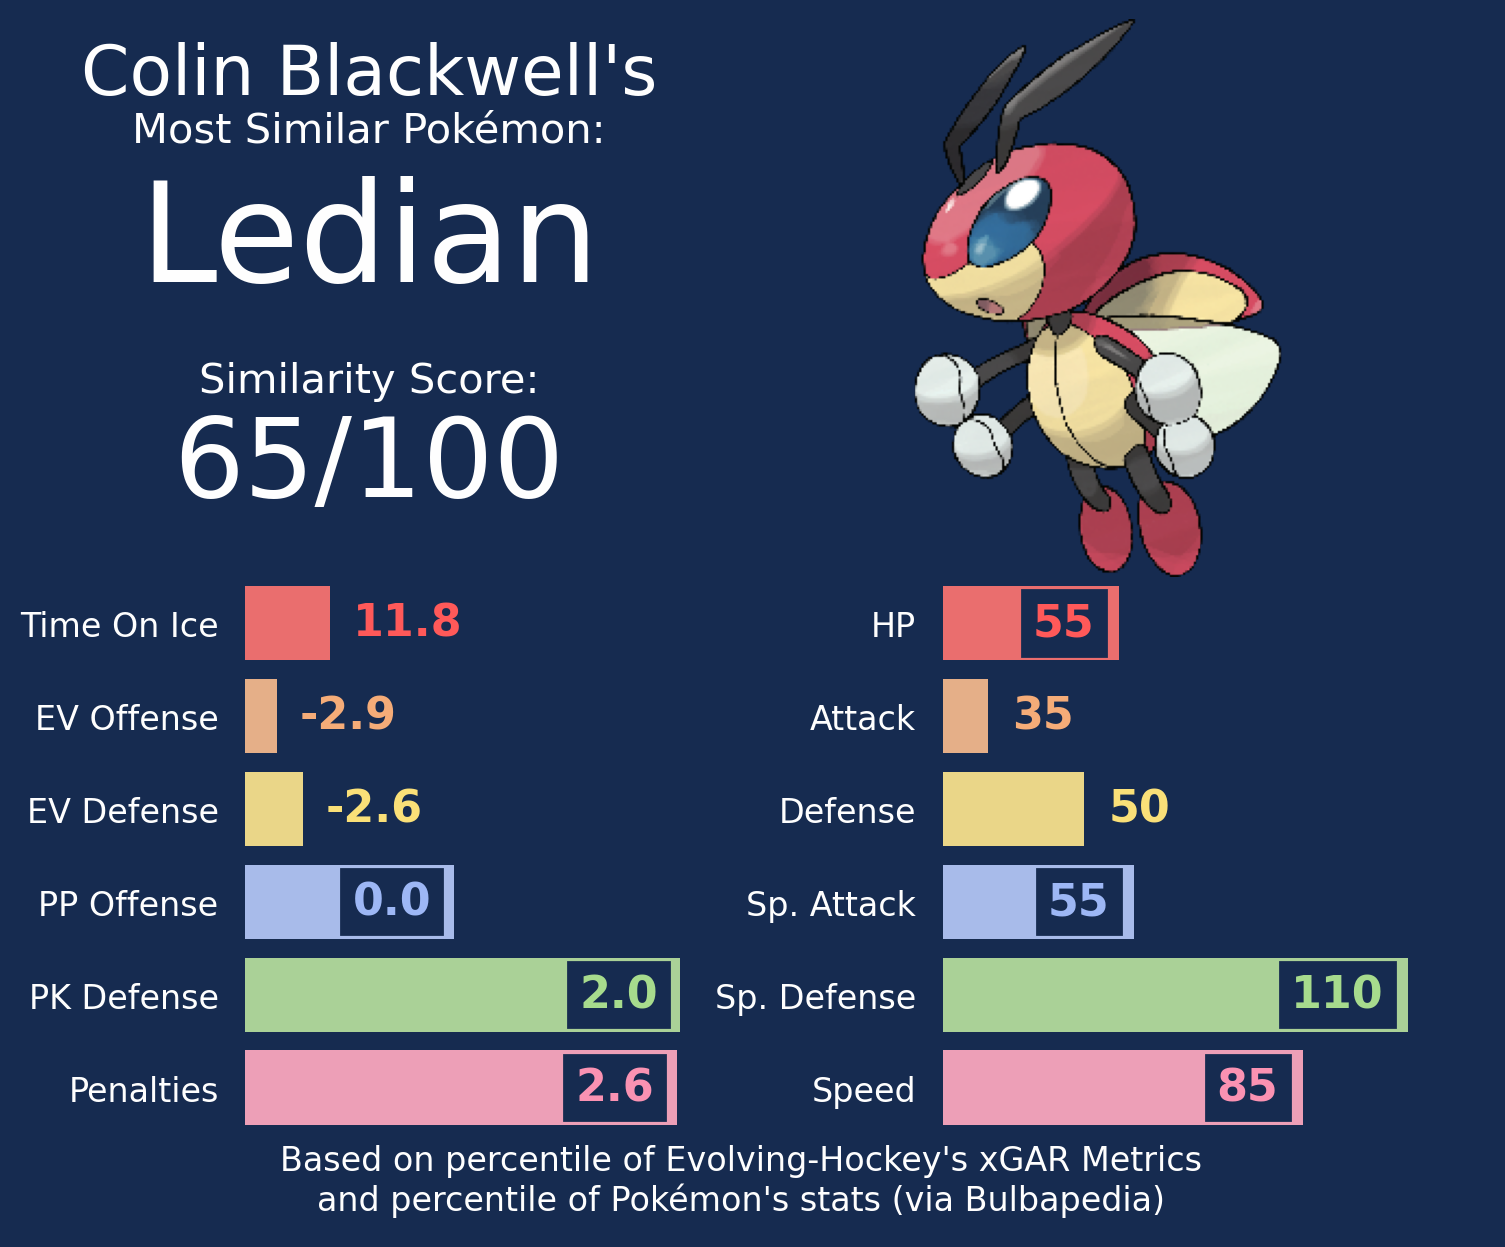 Colin Blackwell's
Most Similar Pokémon:
Ledian
Similarity Score:
65/100
Time On Ice 11.8
EV Offense -2.9
EV Defense -2.6
PP Offense 0.0
PK Defense 2.0
Penalties 2.6
HP 55
Attack 35
Defense 50
Sp. Attack 55
Sp. Defense 110
Speed 85
Based on percentile of Evolving-Hockey's xGAR Metrics
and percentile of Pokémon's stats (via Bulbapedia)